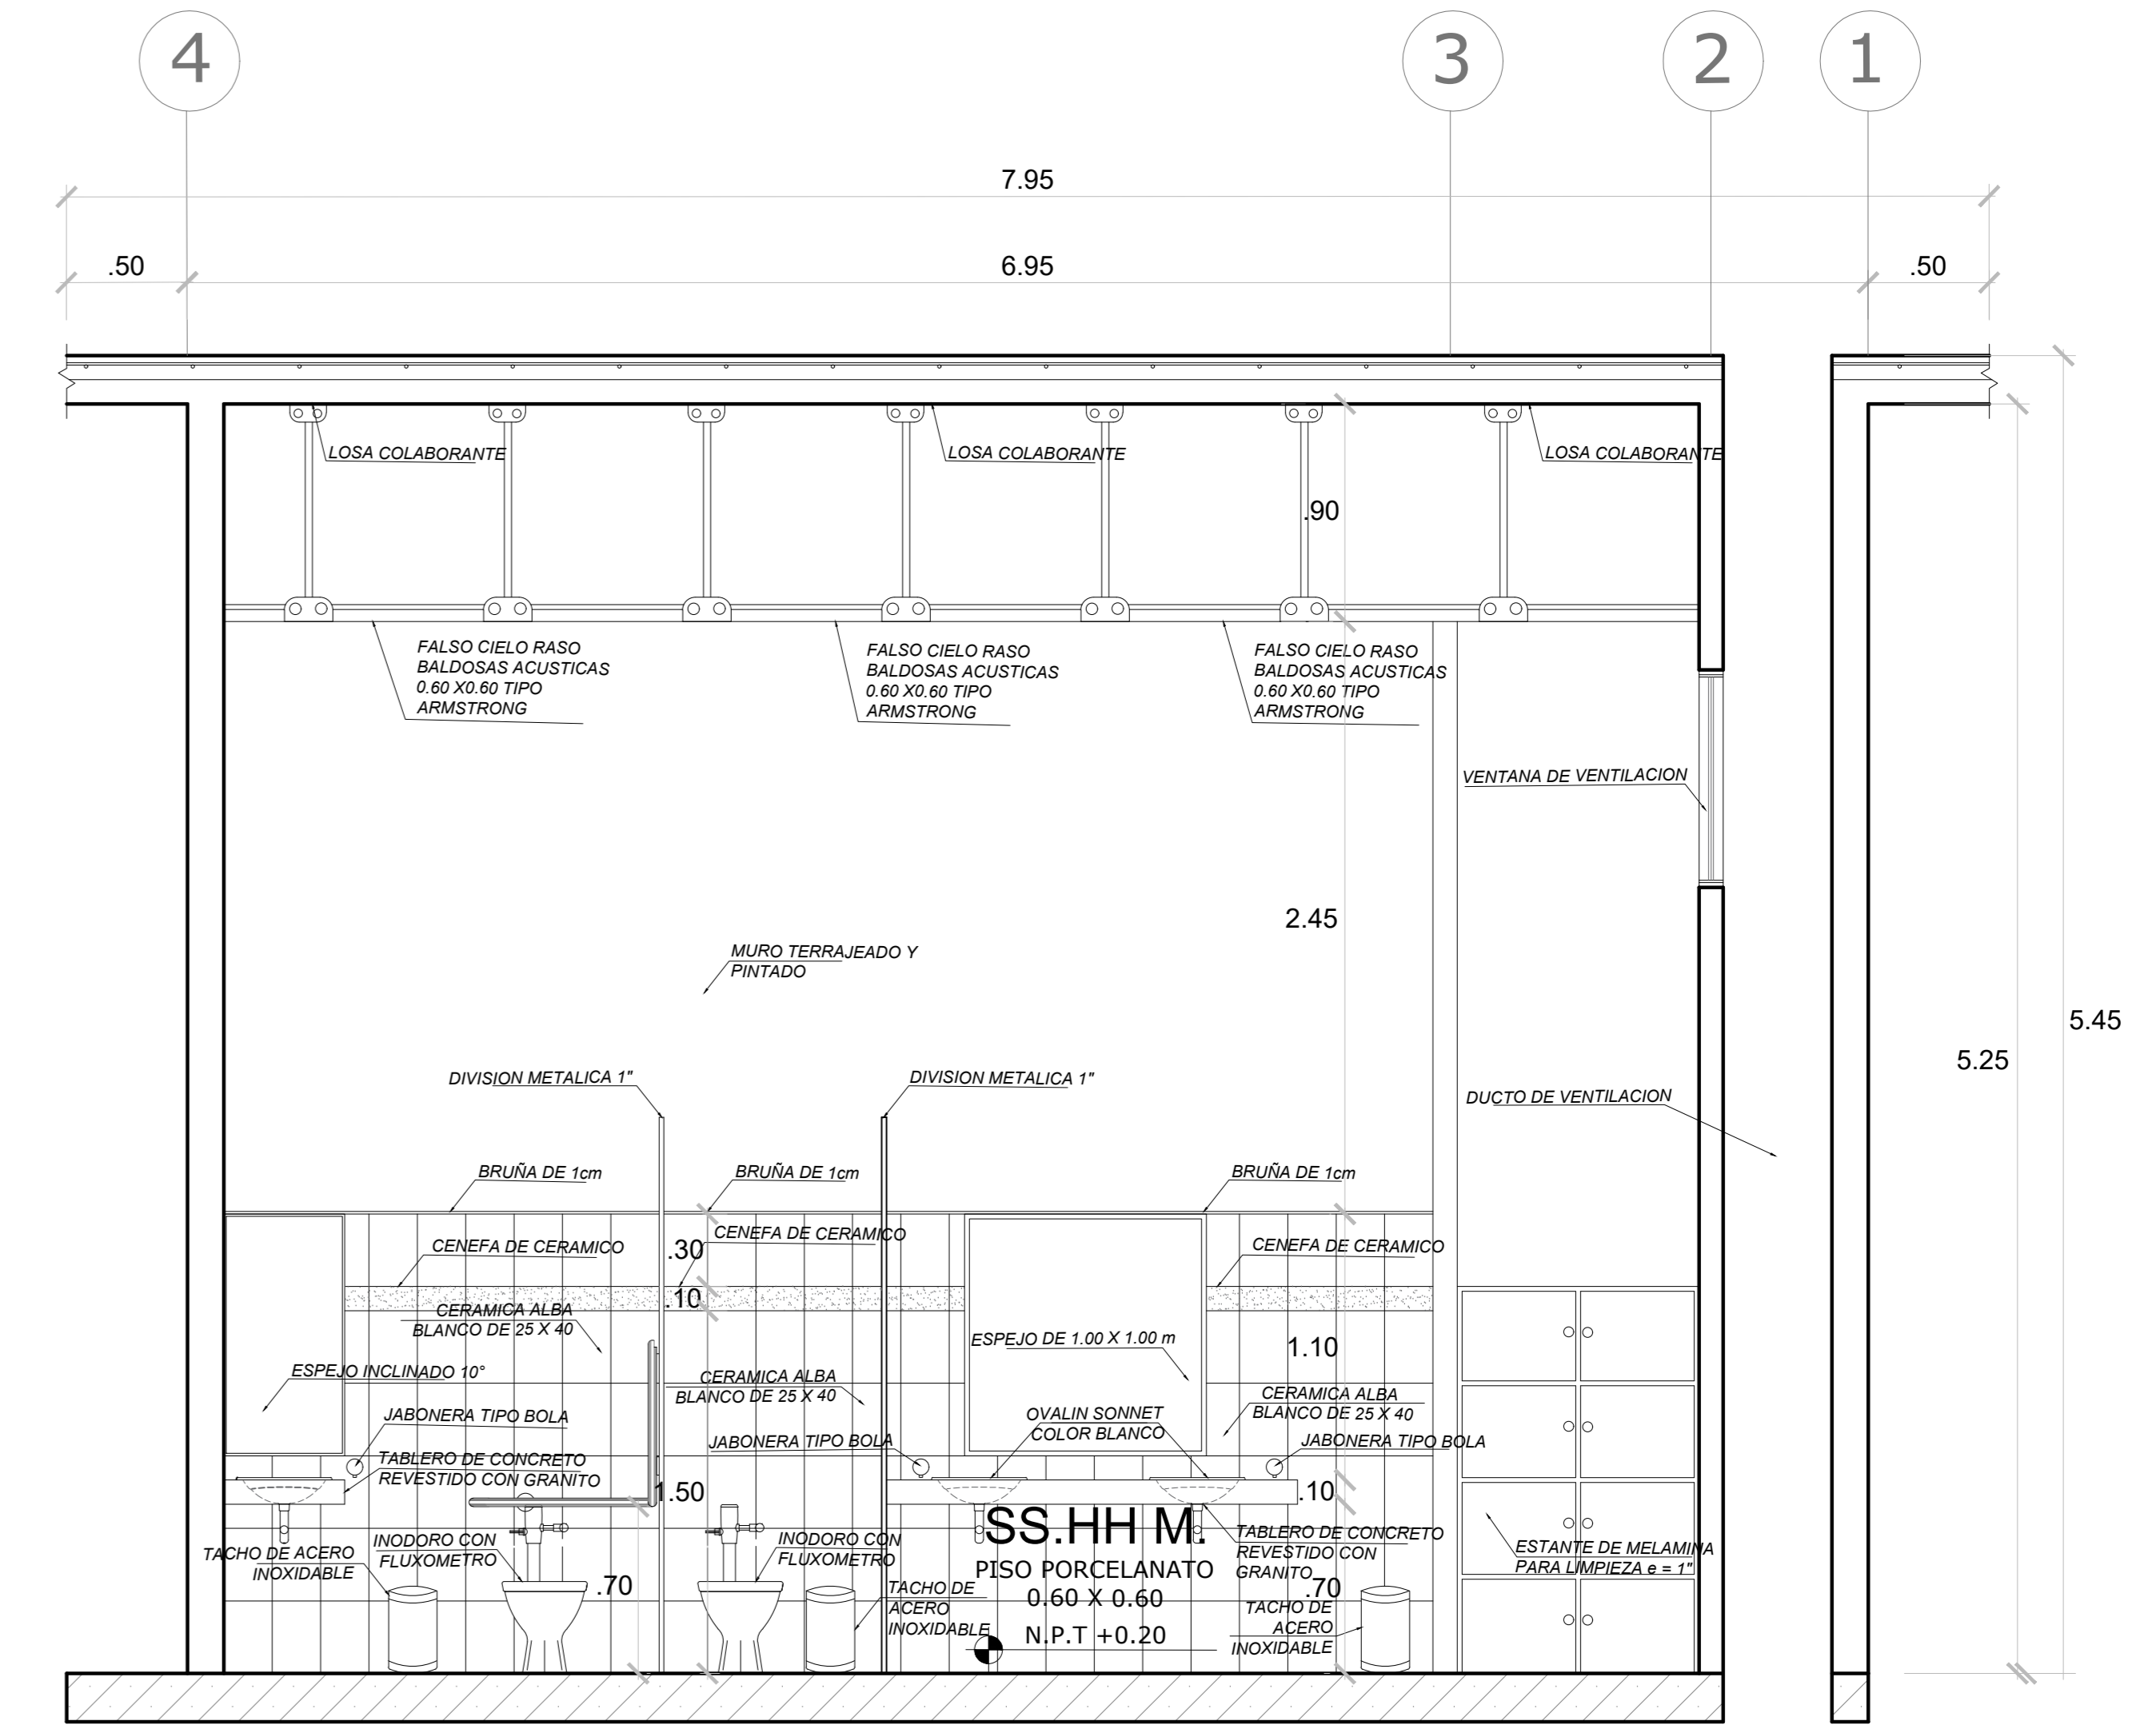 4
3
2
1
7.95
.50
6.95
.50
LOSA COLABORANTE
LOSA COLABORANTE
LOSA COLABORANTE
.90
FALSO CIELO RASO
BALDOSAS ACUSTICAS
0.60 X0.60 TIPO
ARMSTRONG
FALSO CIELO RASO
BALDOSAS ACUSTICAS
0.60 X0.60 TIPO
ARMSTRONG
FALSO CIELO RASO
BALDOSAS ACUSTICAS
0.60 X0.60 TIPO
ARMSTRONG
VENTANA DE VENTILACION
2.45
MURO TERRAJEADO Y
PINTADO
5.45
5.25
DIVISION METALICA 1"
DIVISION METALICA 1"
DUCTO DE VENTILACION
BRUÑA DE 1cm
BRUÑA DE 1cm
BRUÑA DE 1cm
CENEFA DE CERAMICO
.30
CENEFA DE CERAMICO
CENEFA DE CERAMICO
.10
CERAMICA ALBA
BLANCO DE 25 X 40
ESPEJO DE 1.00 X 1.00 m
1.10
ESPEJO INCLINADO 10°
CERAMICA ALBA
BLANCO DE 25 X 40
CERAMICA ALBA
BLANCO DE 25 X 40
JABONERA TIPO BOLA
OVALIN SONNET
COLOR BLANCO
JABONERA TIPO BOLA
JABONERA TIPO BOLA
TABLERO DE CONCRETO
REVESTIDO CON GRANITO
1.50
.10
SS.HH M.
PISO PORCELANATO
0.60 X 0.60
N.P.T +0.20
TABLERO DE CONCRETO
REVESTIDO CON
GRANITO
INODORO CON
FLUXOMETRO
INODORO CON
FLUXOMETRO
TACHO DE ACERO
INOXIDABLE
ESTANTE DE MELAMINA
PARA LIMPIEZA e = 1"
.70
.70
TACHO DE
ACERO
INOXIDABLE
TACHO DE
ACERO
INOXIDABLE